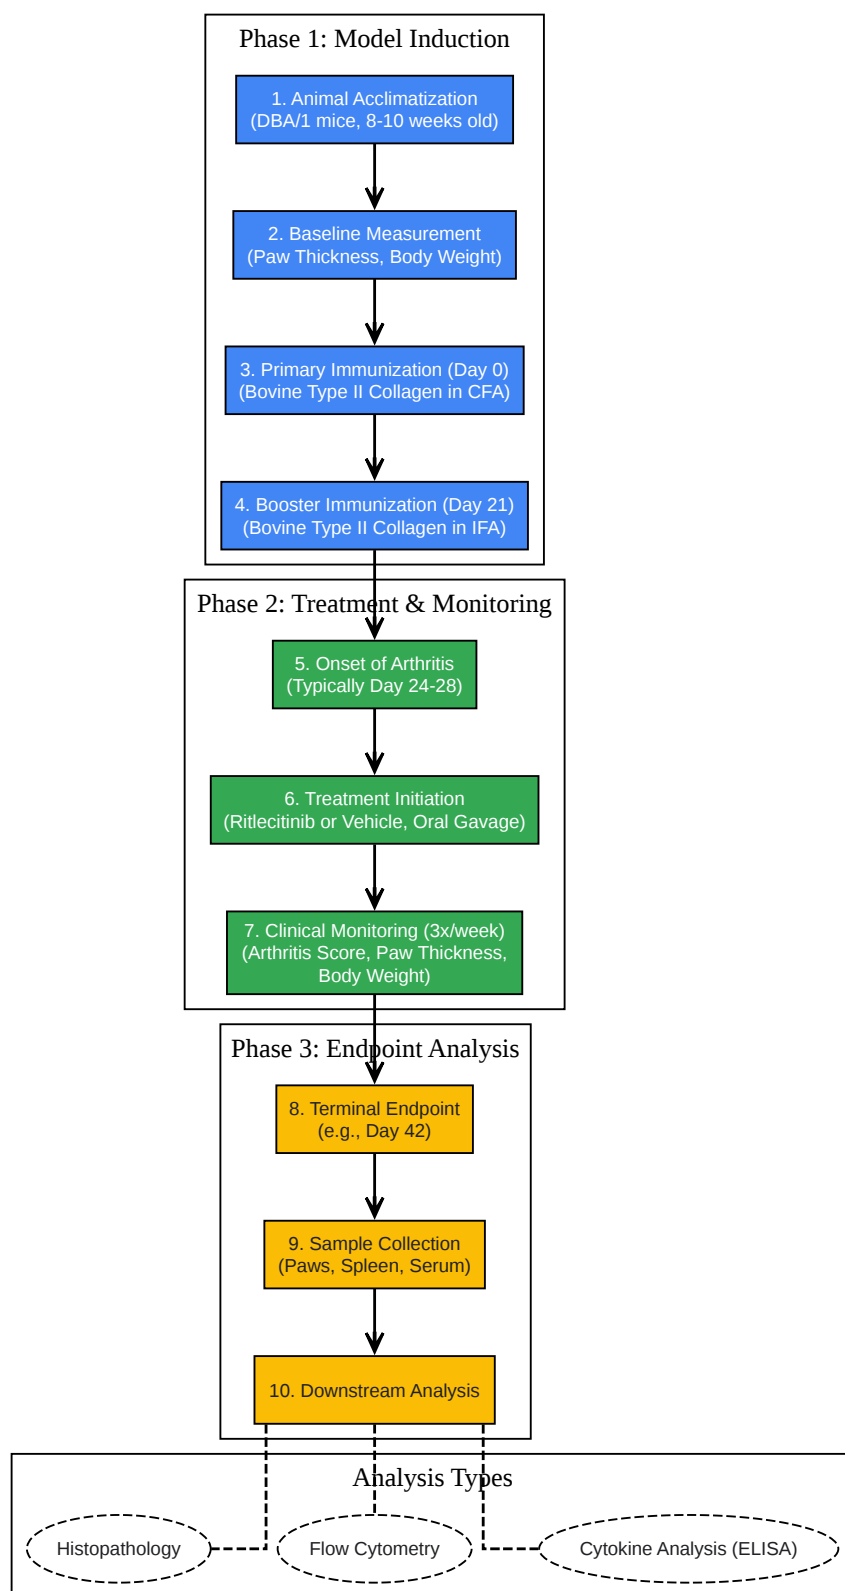 Phase 1: Model Induction
1. Animal Acclimatization
(DBA/1 mice, 8-10 weeks old)
2. Baseline Measurement
(Paw Thickness, Body Weight)
3. Primary Immunization (Day 0)
(Bovine Type II Collagen in CFA)
4. Booster Immunization (Day 21)
(Bovine Type II Collagen in IFA)
Phase 2: Treatment & Monitoring
5. Onset of Arthritis
(Typically Day 24-28)
6. Treatment Initiation
(Ritlecitinib or Vehicle, Oral Gavage)
7. Clinical Monitoring (3x/week)
(Arthritis Score, Paw Thickness,
Body Weight)
Phase 3: Endpoint Analysis
8. Terminal Endpoint
(e.g., Day 42)
9. Sample Collection
(Paws, Spleen, Serum)
10. Downstream Analysis
Analysis Types
Histopathology
Flow Cytometry
Cytokine Analysis (ELISA)